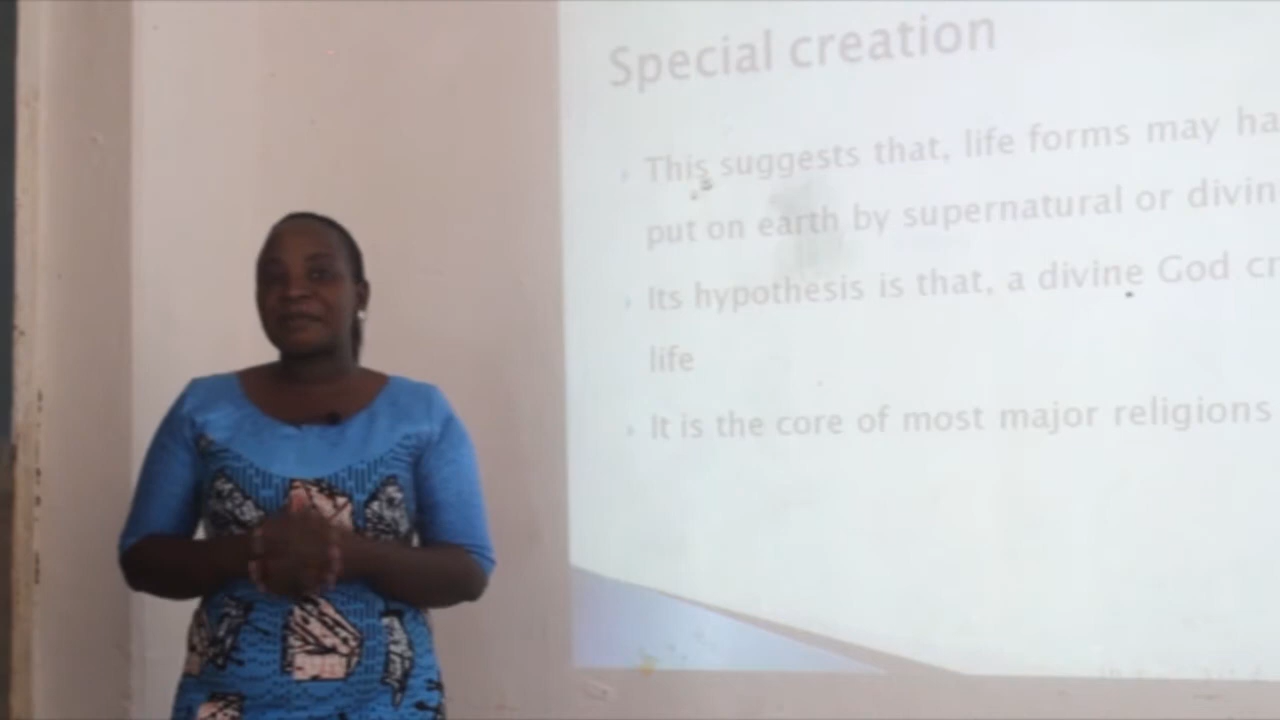 Special creation
This suggests that, life forms may ha
put on earth by supernatural or divin
Its hypothesis is that, a divine God cr
life
It is the core of most major religions